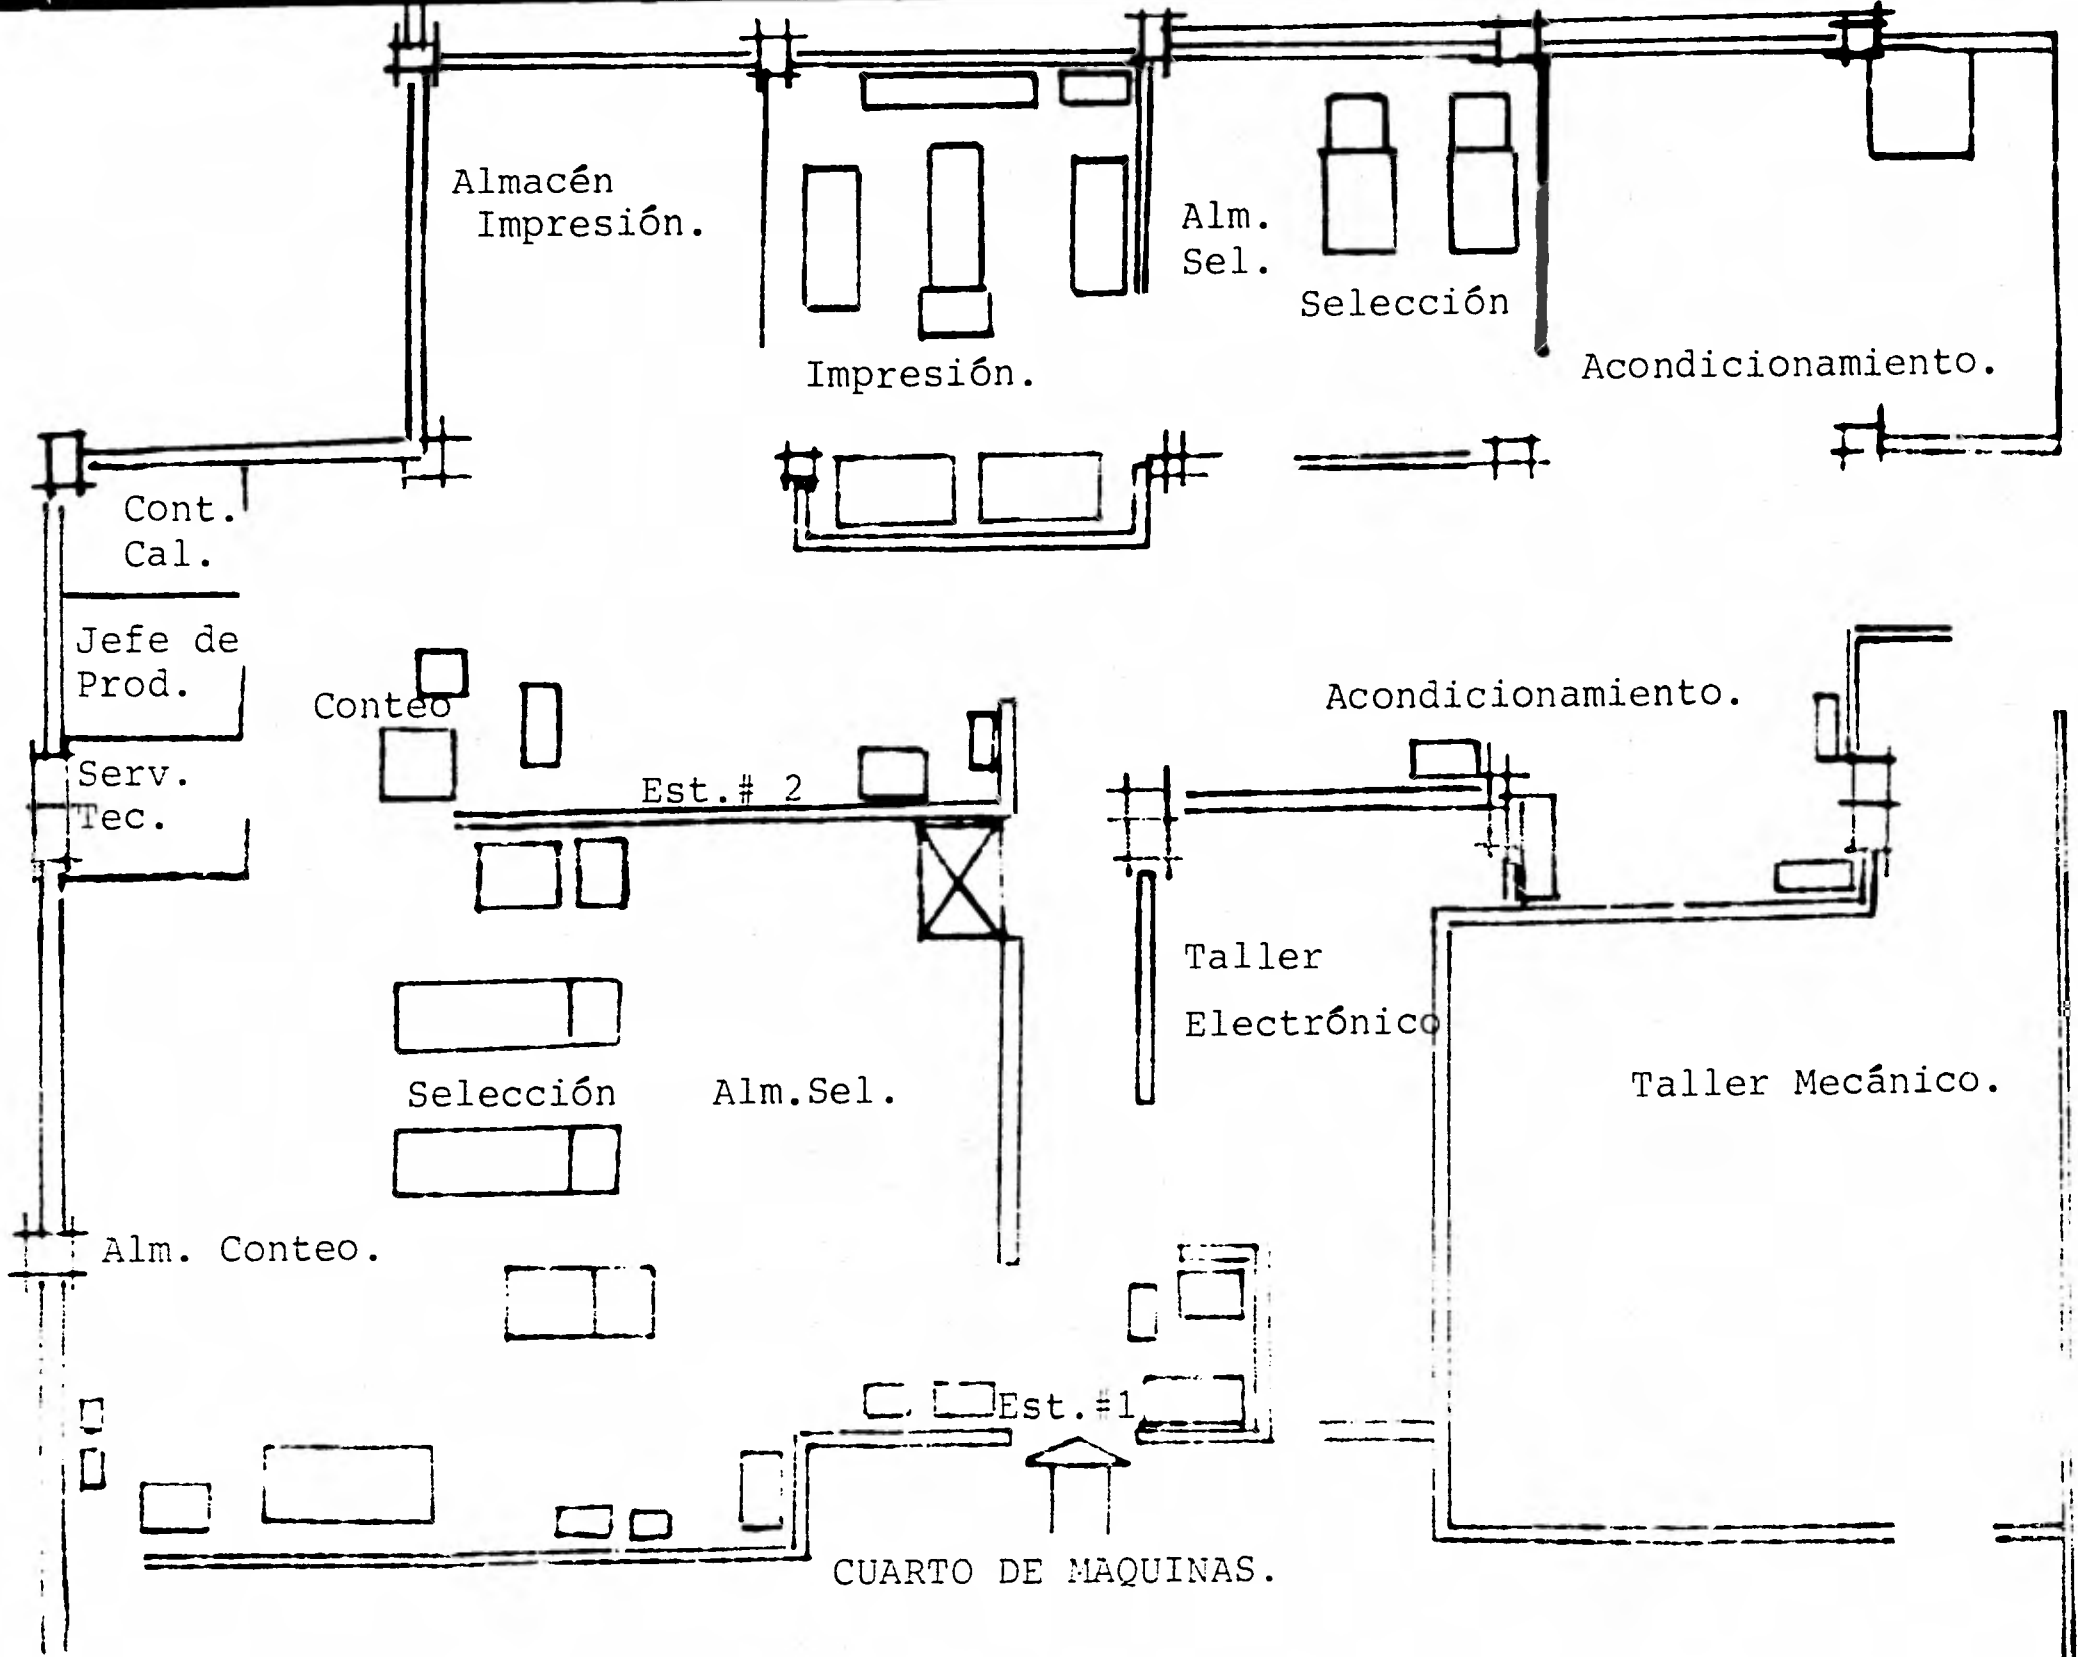 Almacén
Impresión.
Alm.
Sel.
Selección
Impresión.
Acondicionamiento.
Cont.
Cal.
Jefe de
Prod.
Conteo
Serv.
Tec.
Est.# 2
Acondicionamiento.
Taller
Electrónico
Selección
Alm.Sel.
Taller Mecánico.
Alm. Conteo.
Est.#1
CUARTO DE MAQUINAS.